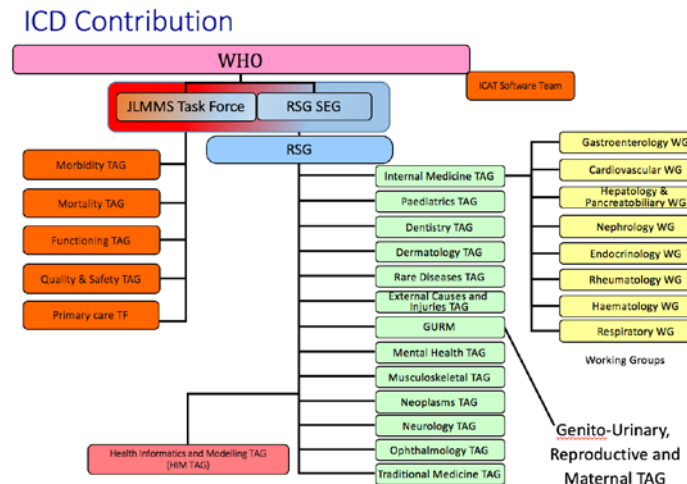 ICD Contribution
WHO
ICAT Software Team
JLMMS Task Force
RSG SEG
RSG
Morbidity TAG
Mortality TAG
Functioning TAG
Quality & Safety TAG
Primary care TF
Internal Medicine TAG
Paediatrics TAG
Dentistry TAG
Dermatology TAG
Rare Diseases TAG
External Causes and
Injuries TAG
GURM
Mental Health TAG
Musculoskeletal TAG
Neoplasms TAG
Neurology TAG
Ophthalmology TAG
Traditional Medicine TAG
Health Informatics and Modelling TAG
(HIM TAG)
Gastroenterology WG
Cardiovascular WG
Hepatology &
Pancreatobiliary WG
Nephrology WG
Endocrinology WG
Rheumatology WG
Haematology WG
Respiratory WG
Working Groups
Genito-Urinary,
Reproductive and
Maternal TAG